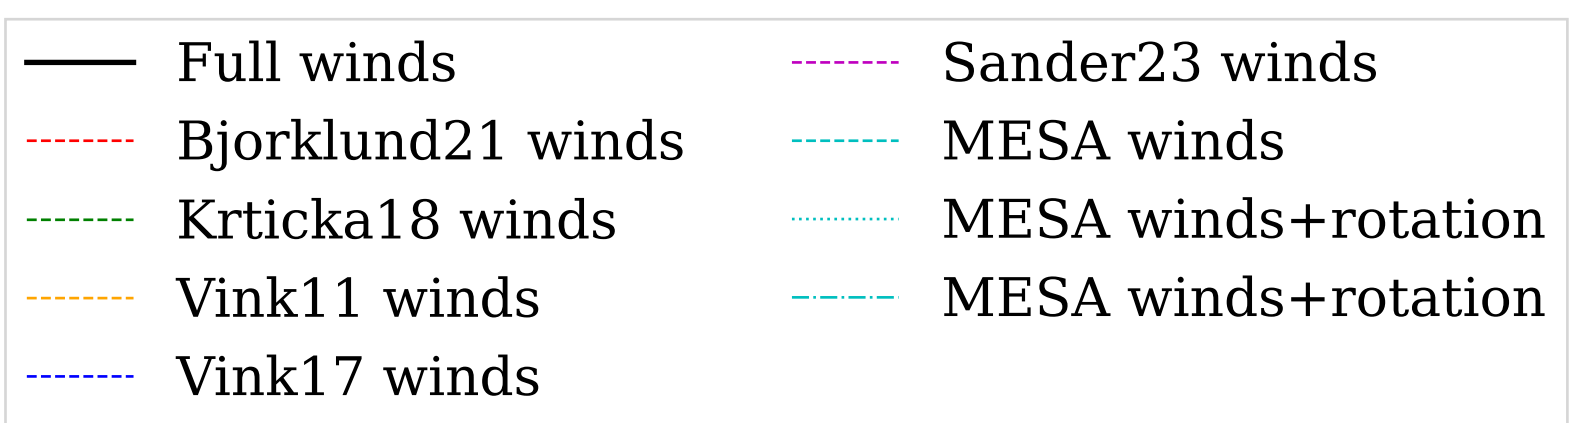 Full winds
Bjorklund21 winds
Krticka18 winds
Vink11 winds
Vink17 winds
Sander23 winds
MESA winds
MESA winds+rotation
MESA winds+rotation